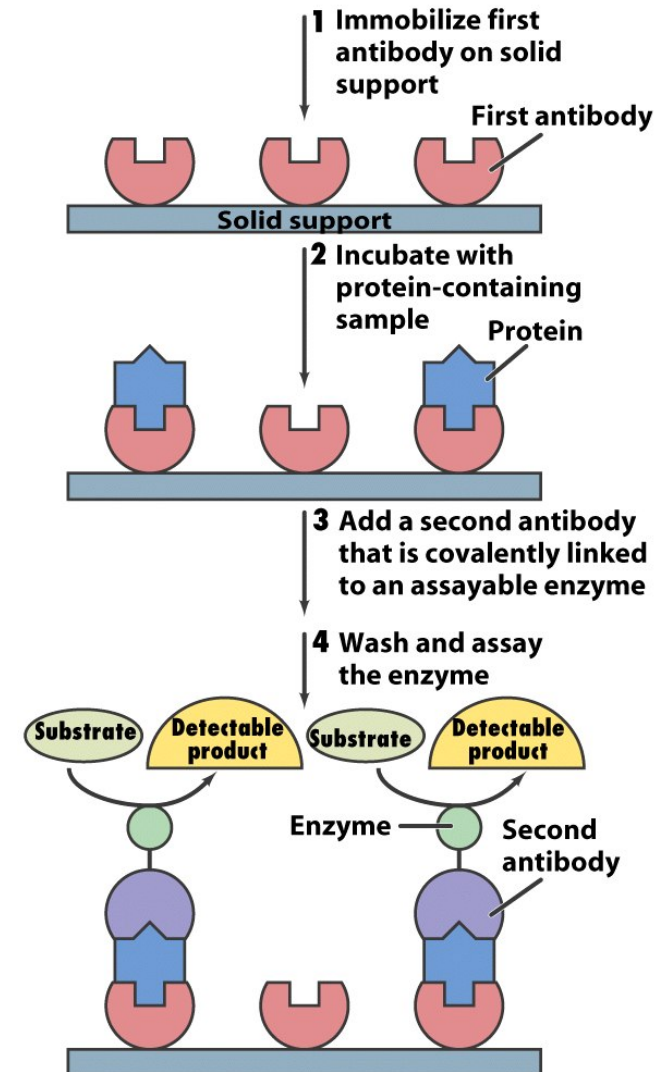 1 Immobilize first
antibody on solid
support
First antibody
Solid support
2 Incubate with
protein-containing
sample
Protein
3 Add a second antibody
that is covalently linked
to an assayable enzyme
4 Wash and assay
the enzyme
Substrate
Detectable
product
Substrate
Detectable
product
Enzyme
Second
antibody